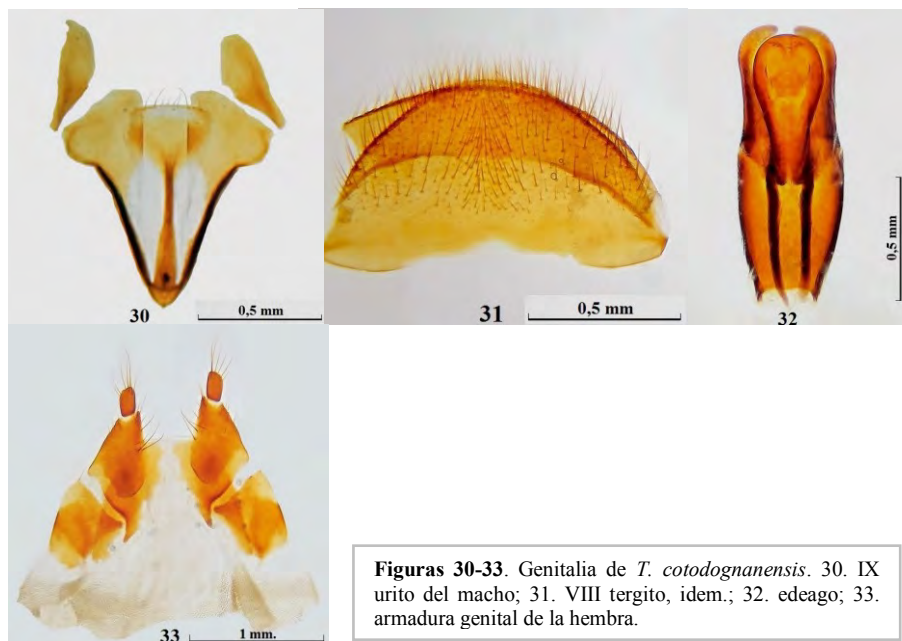 30
0,5 mm
31
0,5 mm
32
0,5 mm
33
1 mm.
Figuras 30-33. Genitalia de T. cotodognanensis. 30. IX
urito del macho; 31. VIII tergito, idem.; 32. edeago; 33.
armadura genital de la hembra.